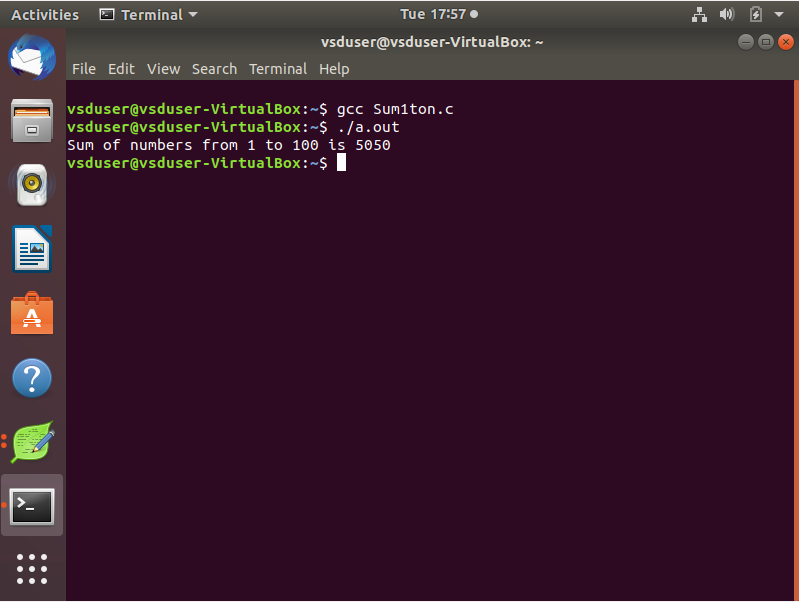 Activities Terminal Tue 17:57
vsduser@vsduser-VirtualBox: ~
File Edit View Search Terminal Help
vsduser@vsduser-VirtualBox:~$ gcc Sum1ton.c
vsduser@vsduser-VirtualBox:~$ ./a.out
Sum of numbers from 1 to 100 is 5050
vsduser@vsduser-VirtualBox:~$